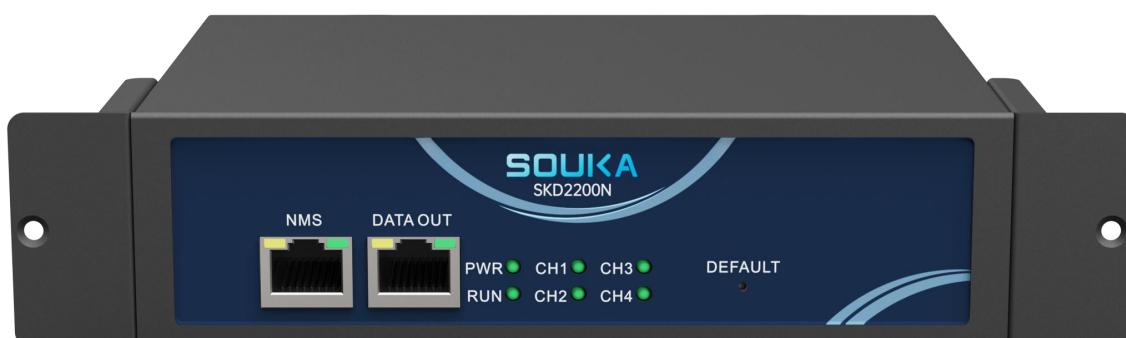 SOUKA
SKD2200N
NMS DATA OUT
PWR CH1 CH3 DEFAULT
RUN CH2 CH4